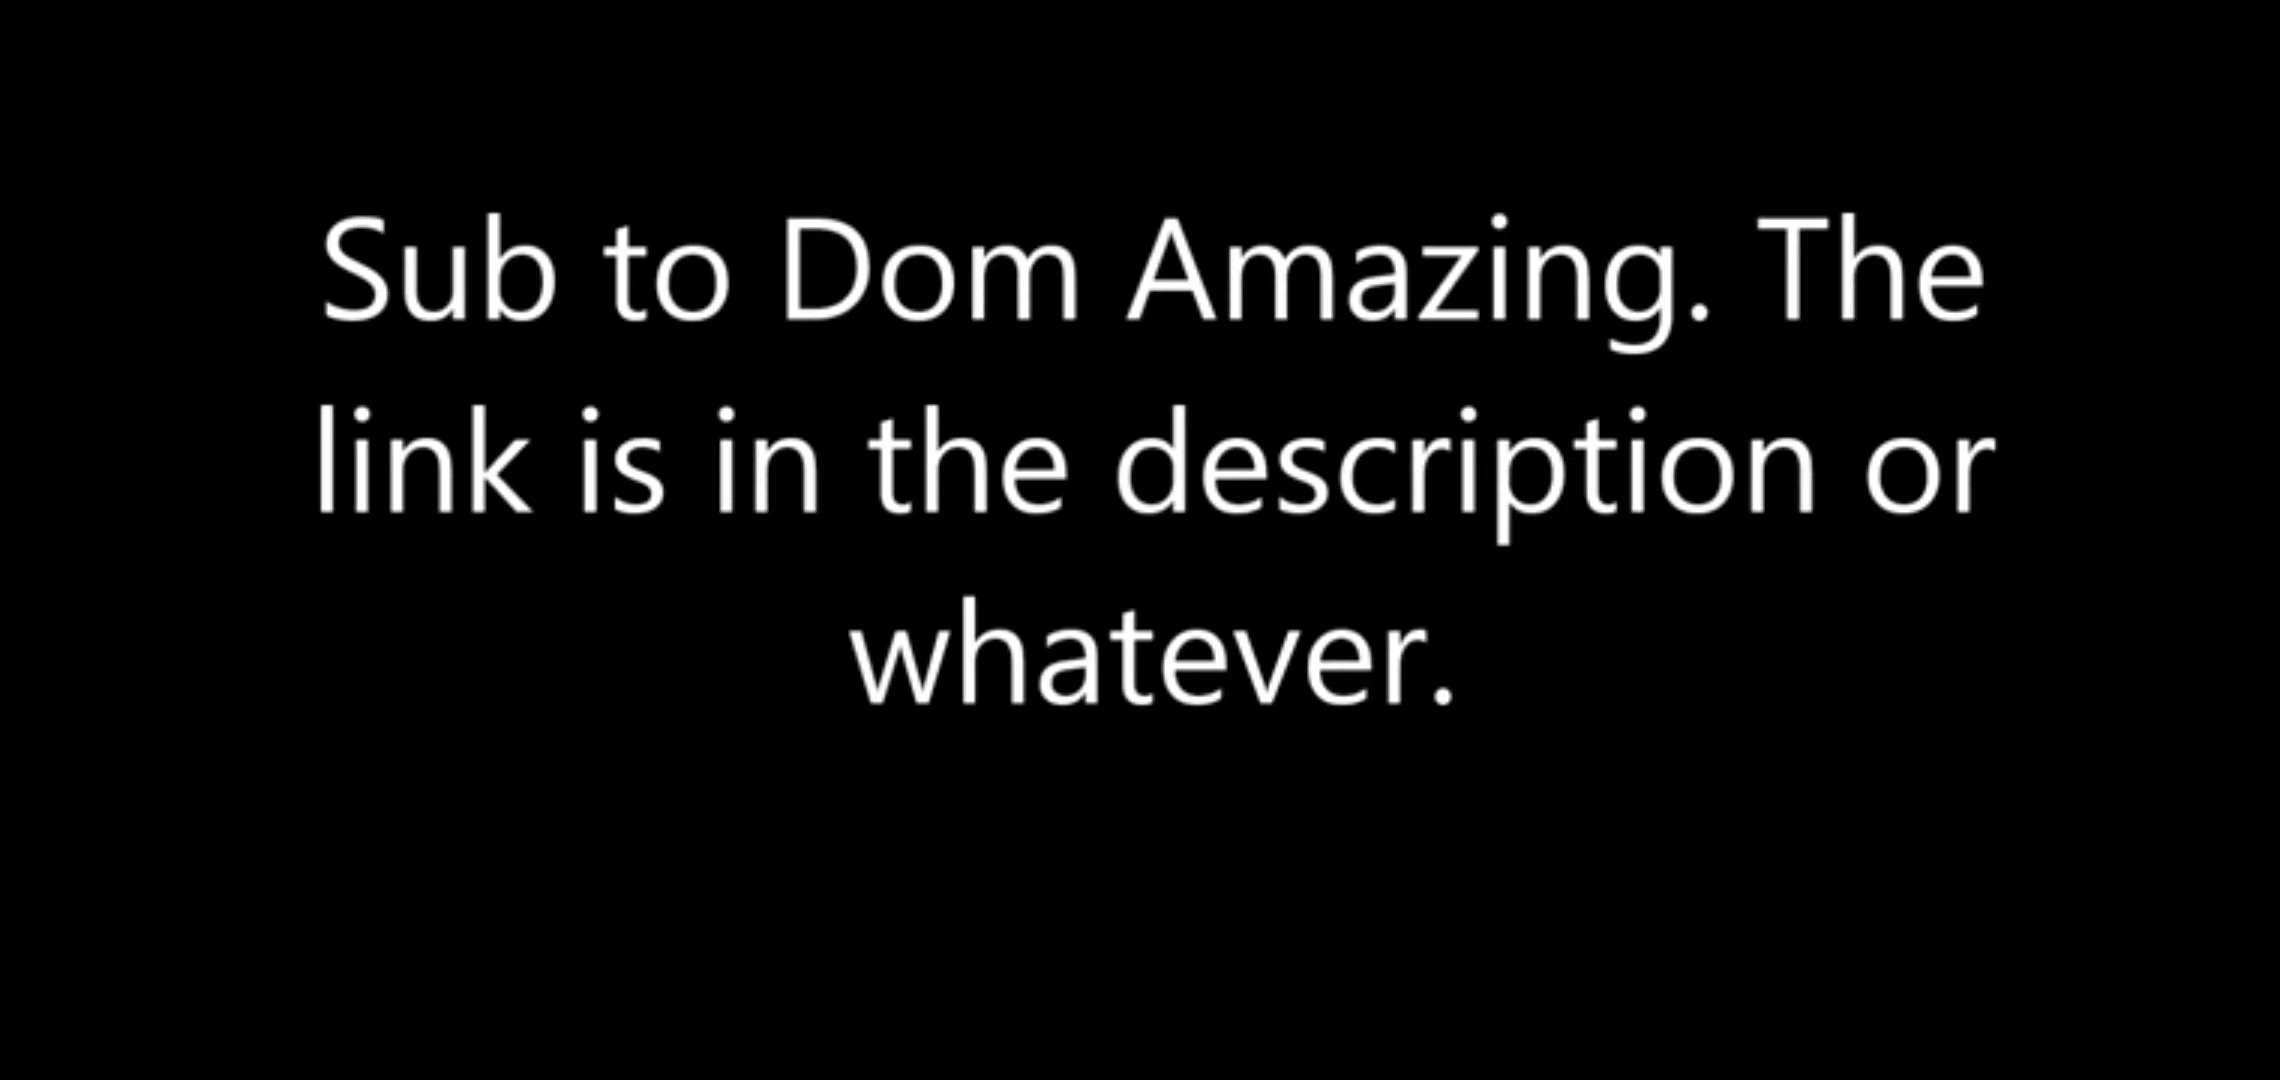 Sub to Dom Amazing. The
link is in the description or
whatever.